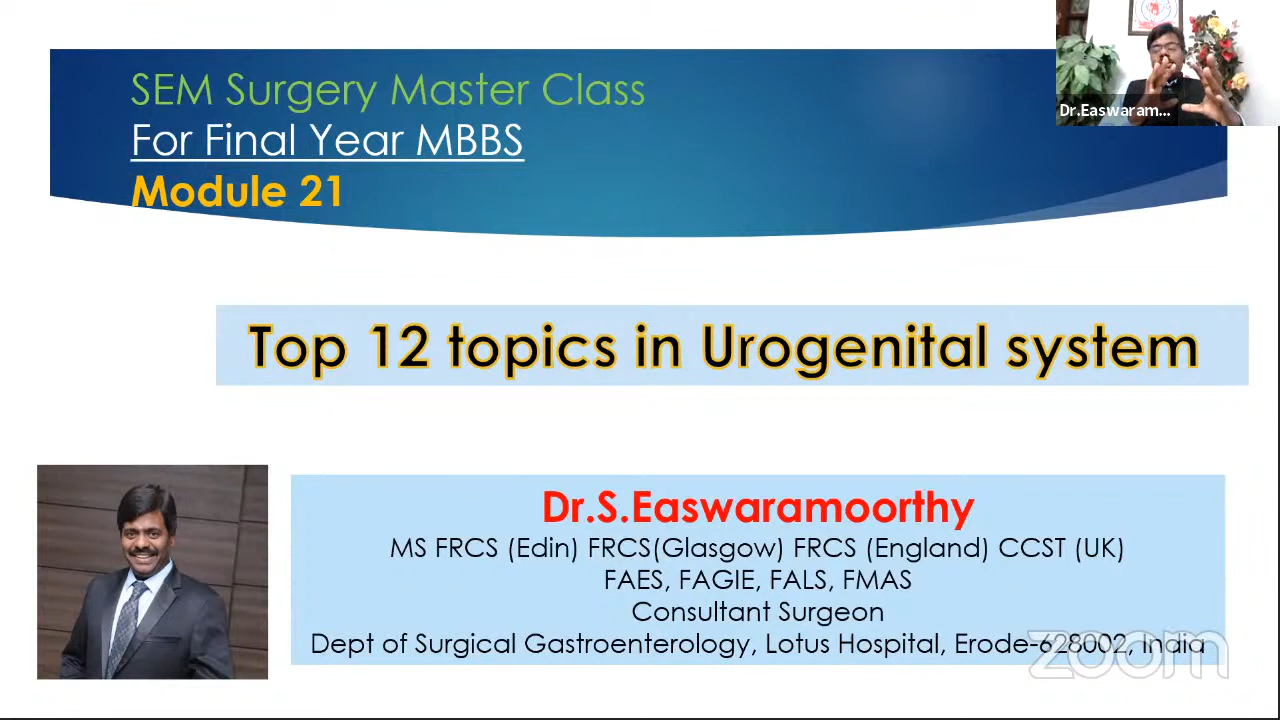 SEM Surgery Master Class
For Final Year MBBS
Module 21
Dr.Easwaram...
Top 12 topics in Urogenital system
Dr.S.Easwaramoorthy
MS FRCS (Edin) FRCS(Glasgow) FRCS (England) CCST (UK)
FAES, FAGIE, FALS, FMAS
Consultant Surgeon
Dept of Surgical Gastroenterology, Lotus Hospital, Erode-628002, India
zoom